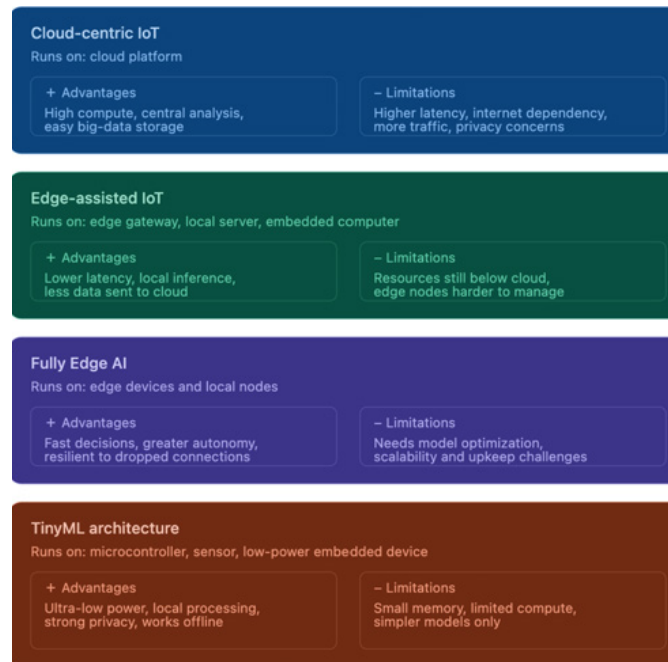 Cloud-centric IoT
Runs on: cloud platform
+ Advantages
High compute, central analysis,
easy big-data storage
– Limitations
Higher latency, internet dependency,
more traffic, privacy concerns
Edge-assisted IoT
Runs on: edge gateway, local server, embedded computer
+ Advantages
Lower latency, local inference,
less data sent to cloud
– Limitations
Resources still below cloud,
edge nodes harder to manage
Fully Edge AI
Runs on: edge devices and local nodes
+ Advantages
Fast decisions, greater autonomy,
resilient to dropped connections
– Limitations
Needs model optimization,
scalability and upkeep challenges
TinyML architecture
Runs on: microcontroller, sensor, low-power embedded device
+ Advantages
Ultra-low power, local processing,
strong privacy, works offline
– Limitations
Small memory, limited compute,
simpler models only